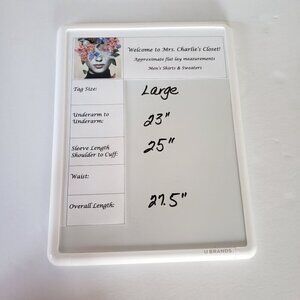 Welcome to Mrs. Charlie's Closet!
Approximate flat lay measurements
Men's Shirts & Sweaters
Tag Size: Large
Underarm to
Underarm: 23"
Sleeve Length
Shoulder to Cuff: 25"
Waist:
Overall Length: 27.5"
U BRANDS